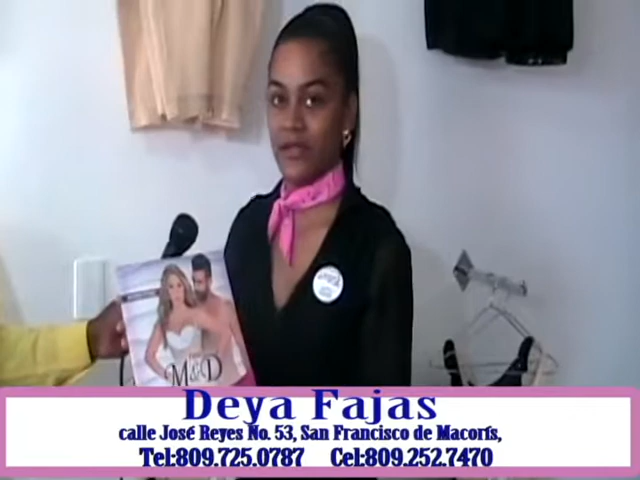 M&D
Deya Fajas
calle José Reyes No. 53, San Francisco de Macorís,
Tel:809.725.0787 Cel:809.252.7470